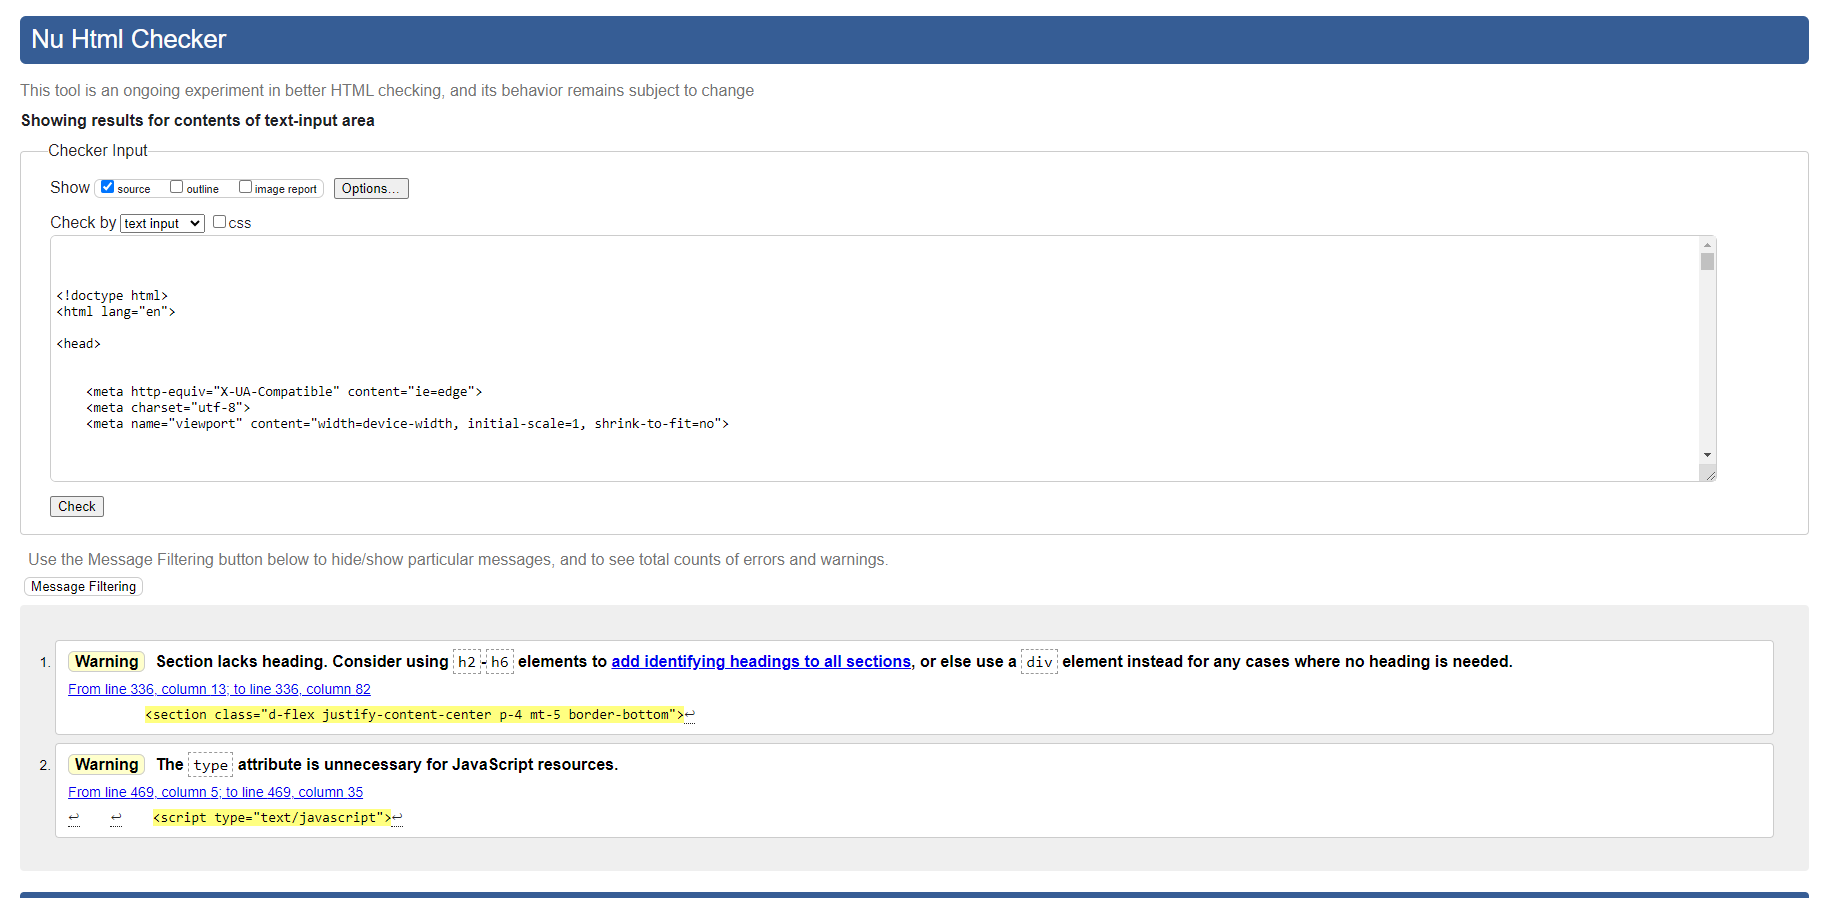 Nu Html Checker
This tool is an ongoing experiment in better HTML checking, and its behavior remains subject to change
Showing results for contents of text-input area
Checker Input
Show source outline image report Options...
Check by text input css
<!doctype html>
<html lang="en">
<head>
<meta http-equiv="X-UA-Compatible" content="ie=edge">
<meta charset="utf-8">
<meta name="viewport" content="width=device-width, initial-scale=1, shrink-to-fit=no">
Check
Use the Message Filtering button below to hide/show particular messages, and to see total counts of errors and warnings.
Message Filtering
1. Warning Section lacks heading. Consider using h2-h6 elements to add identifying headings to all sections, or else use a div element instead for any cases where no heading is needed.
From line 336, column 13; to line 336, column 82
<section class="d-flex justify-content-center p-4 mt-5 border-bottom">↩
2. Warning The type attribute is unnecessary for JavaScript resources.
From line 469, column 5; to line 469, column 35
↩ ↩ <script type="text/javascript">↩